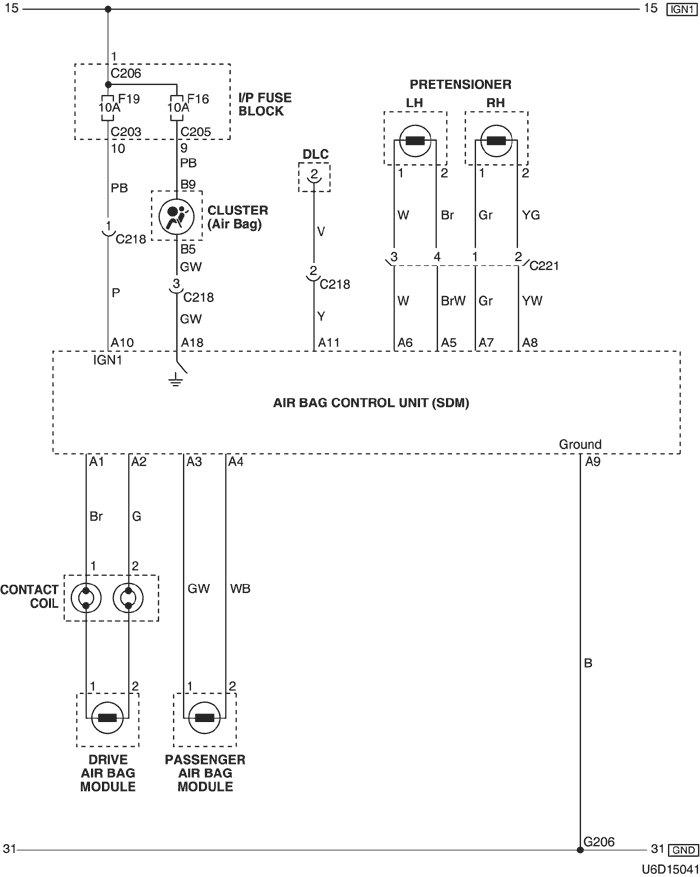 15 15 IGN1
1
C206
F19 F16
10A 10A
I/P FUSE
BLOCK
C203 C205
10 9
PRETENSIONER
LH RH
DLC
2
1 2 1 2
PB
PB B9
CLUSTER
(Air Bag)
W Br Gr YG
1
C218
B5
V
GW
3
C218
2
C218
3 4 1 2
C221
P GW Y W BrW Gr YW
A10 A18 A11 A6 A5 A7 A8
IGN1
AIR BAG CONTROL UNIT (SDM)
Ground
A1 A2 A3 A4 A9
Br G
1 2
CONTACT
COIL
GW WB
B
1 2 1 2
DRIVE
AIR BAG
MODULE
PASSENGER
AIR BAG
MODULE
G206
31 31 GND
U6D15041